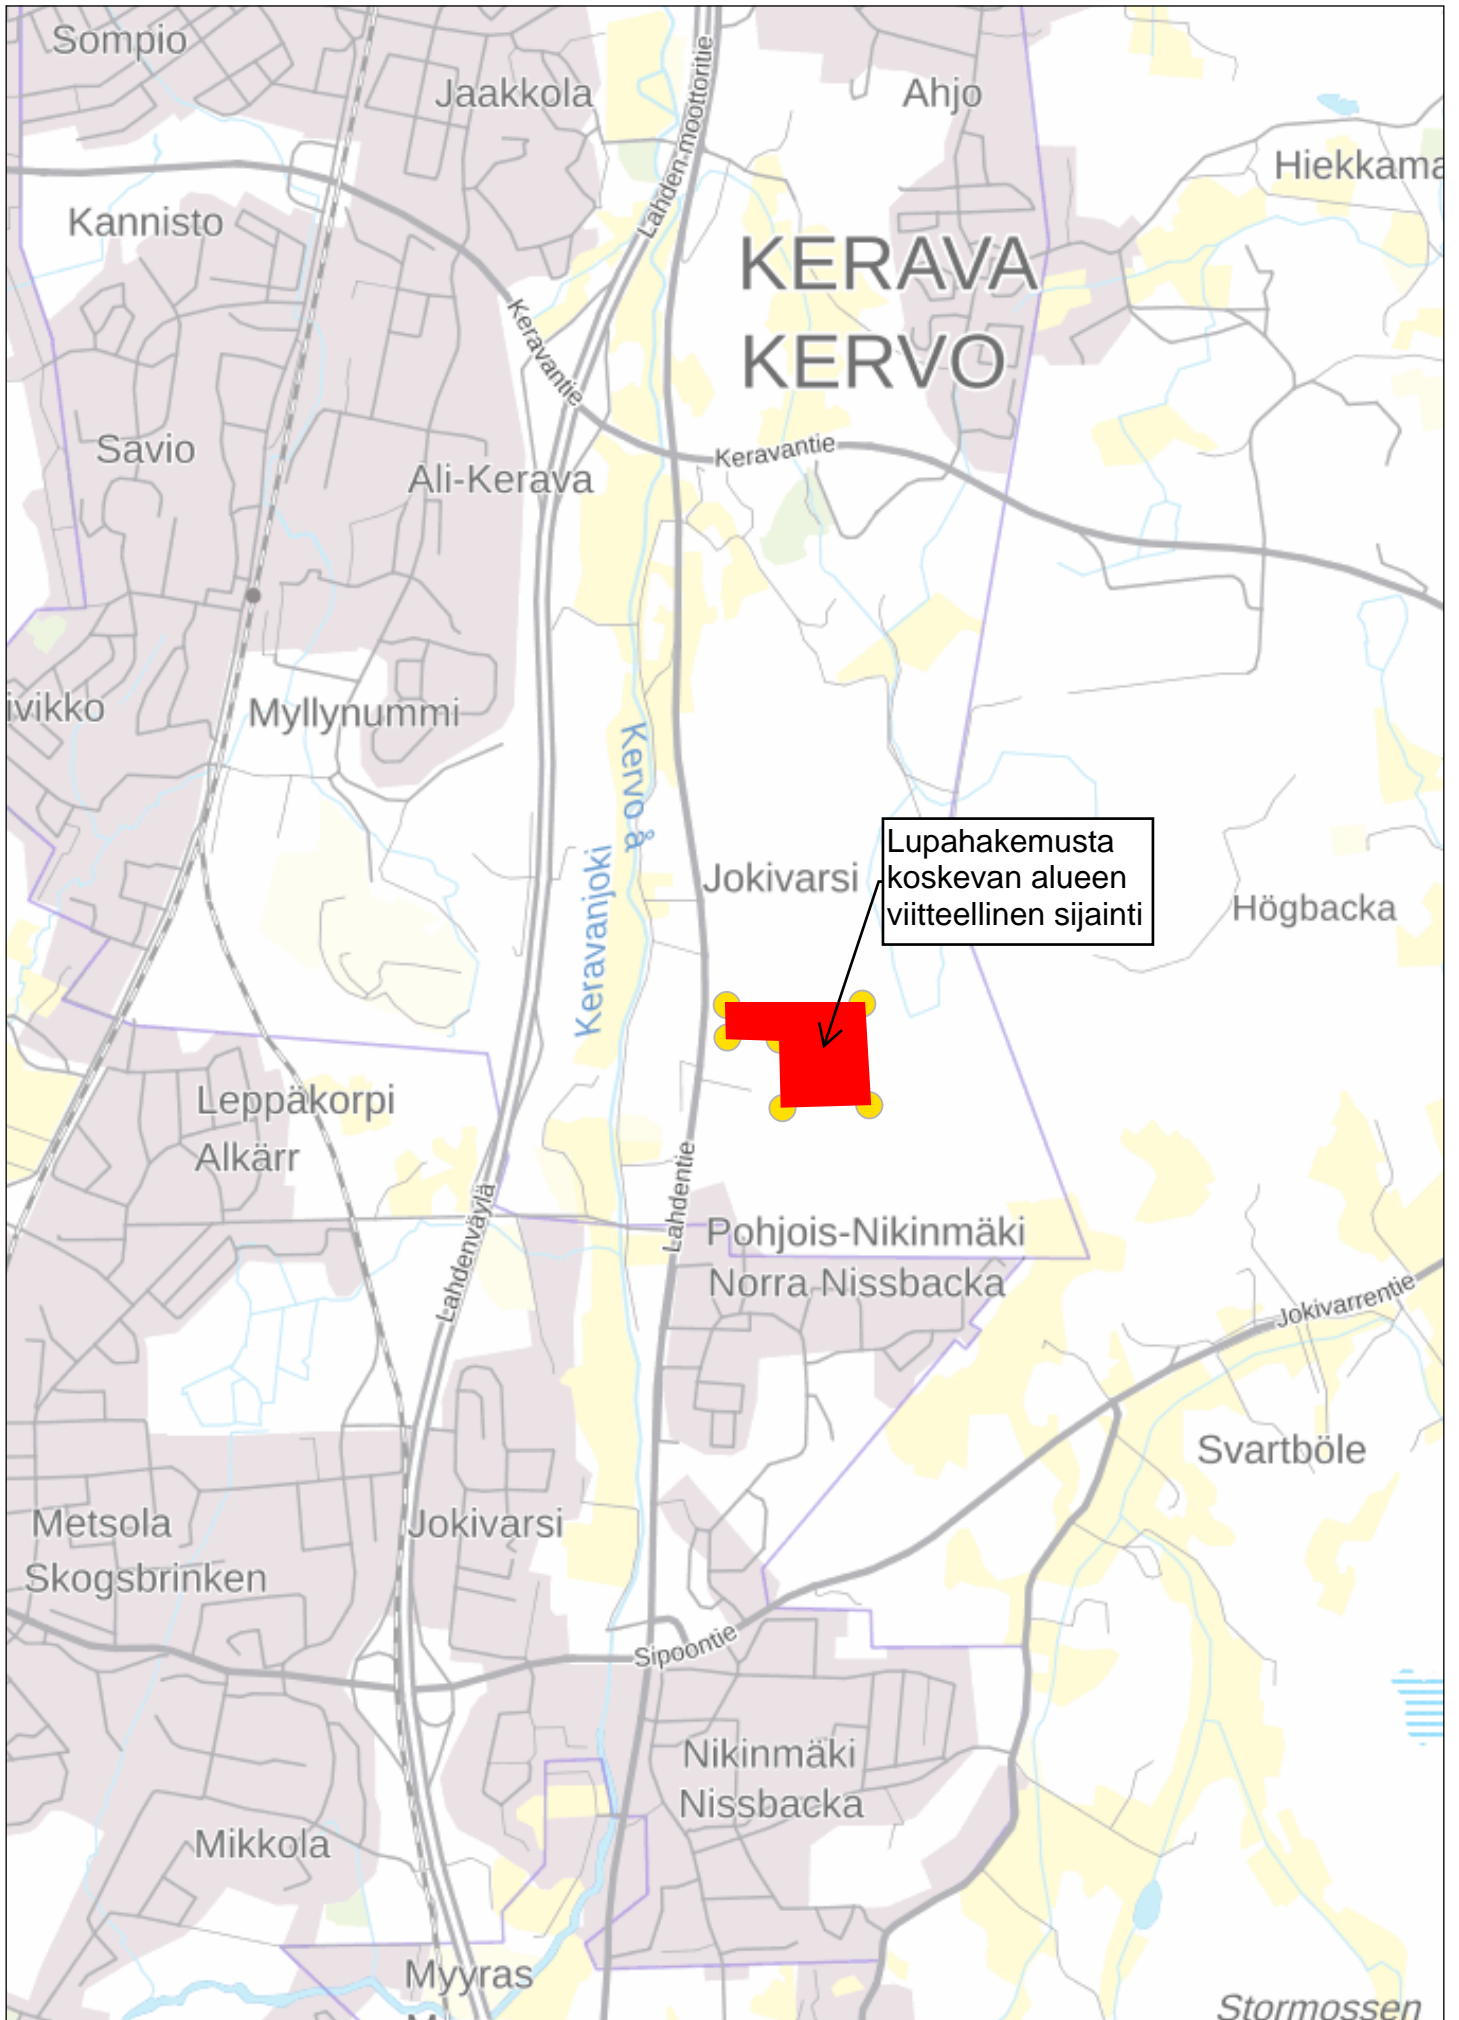 Sompio
Jaakkola
Lahden moottoritie
Ahjo
Hiekkama
Kannisto
KERAVA
KERVO
Keravantie
Keravantie
Savio
Ali-Kerava
ivikko
Myllynummi
Kervo å
Keravanjoki
Jokivarsi
Lupahakemusta
koskevan alueen
viitteellinen sijainti
Högbacka
Leppäkorpi
Alkärr
Lahdenväylä
Lahdentie
Pohjois-Nikinmäki
Norra Nissbacka
Jokivarrentie
Svartböle
Metsola
Skogsbrinken
Jokivarsi
Sipoontie
Nikinmäki
Nissbacka
Mikkola
Myyras
Stormossen